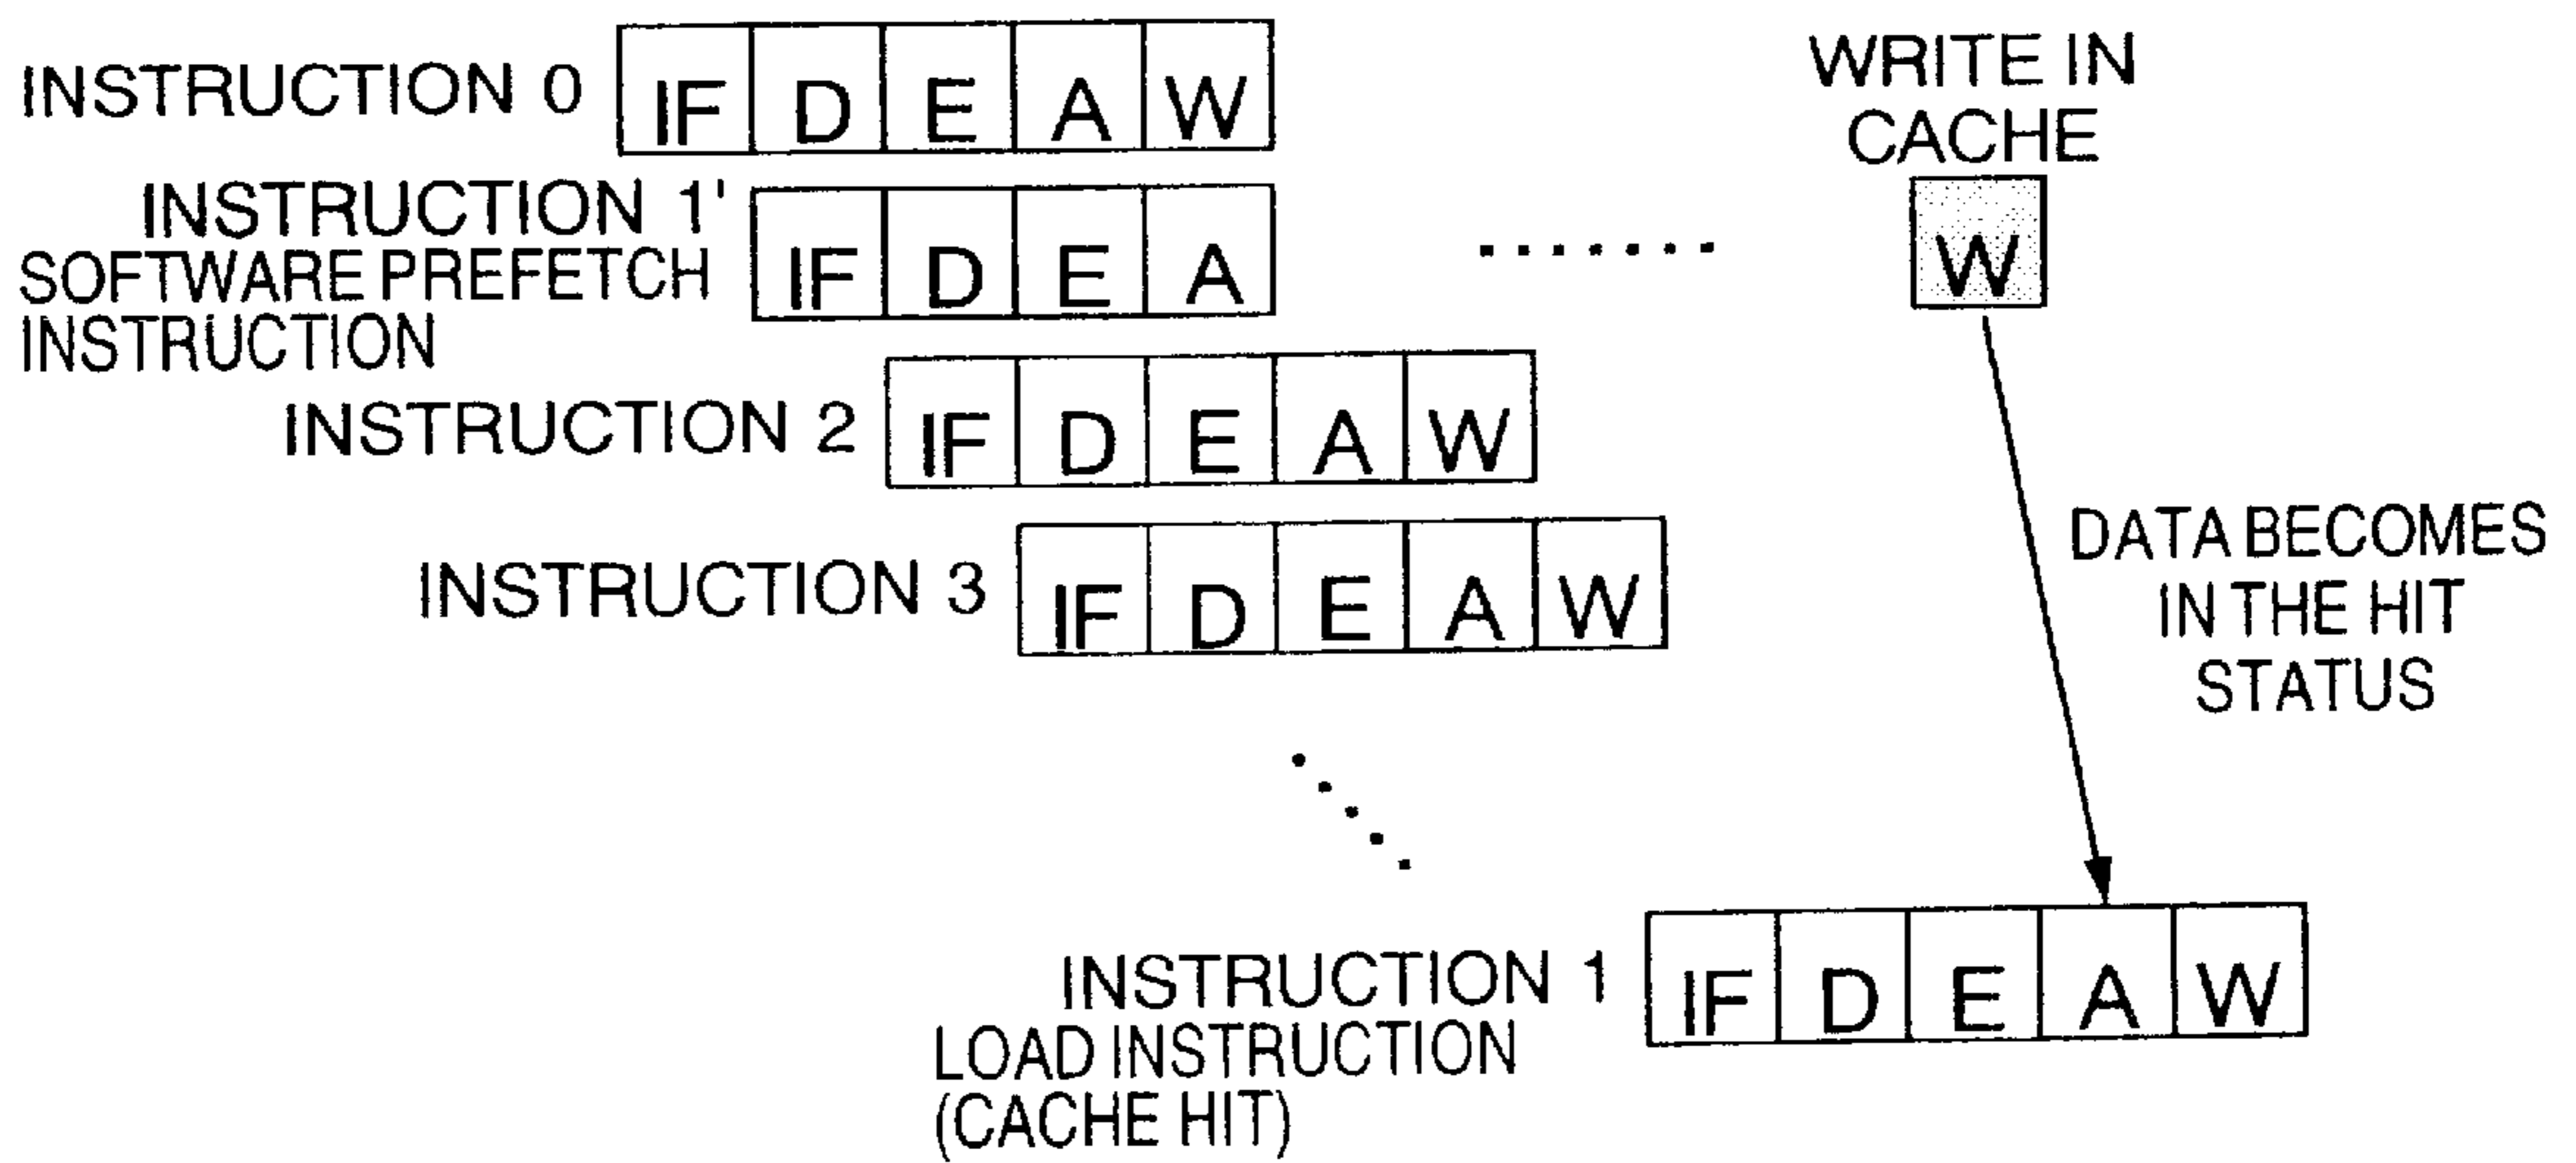 INSTRUCTION 0 IF D E A W
WRITE IN
CACHE
INSTRUCTION 1' IF D E A ....... W
SOFTWARE PREFETCH
INSTRUCTION
INSTRUCTION 2 IF D E A W
INSTRUCTION 3 IF D E A W
DATA BECOMES
IN THE HIT
STATUS
INSTRUCTION 1 IF D E A W
LOAD INSTRUCTION
(CACHE HIT)